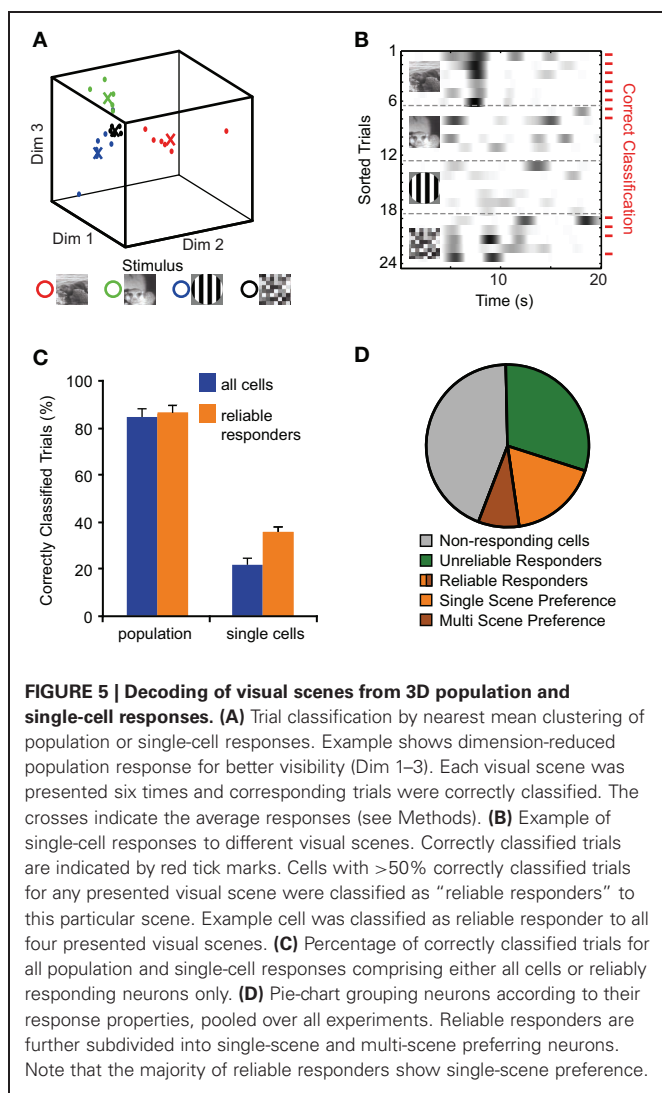 A
Dim 3
Dim 1
Dim 2
Stimulus
B
1
6
12
18
24
Sorted Trials
0
10
20
Time (s)
Correct Classification
C
100
80
60
40
20
0
Correctly Classified Trials (%)
all cells
reliable
responders
population
single cells
D
Non-responding cells
Unreliable Responders
Reliable Responders
Single Scene Preference
Multi Scene Preference
FIGURE 5 | Decoding of visual scenes from 3D population and
single-cell responses. (A) Trial classification by nearest mean clustering of
population or single-cell responses. Example shows dimension-reduced
population response for better visibility (Dim 1–3). Each visual scene was
presented six times and corresponding trials were correctly classified. The
crosses indicate the average responses (see Methods). (B) Example of
single-cell responses to different visual scenes. Correctly classified trials
are indicated by red tick marks. Cells with >50% correctly classified trials
for any presented visual scene were classified as “reliable responders” to
this particular scene. Example cell was classified as reliable responder to all
four presented visual scenes. (C) Percentage of correctly classified trials for
all population and single-cell responses comprising either all cells or reliably
responding neurons only. (D) Pie-chart grouping neurons according to their
response properties, pooled over all experiments. Reliable responders are
further subdivided into single-scene and multi-scene preferring neurons.
Note that the majority of reliable responders show single-scene preference.